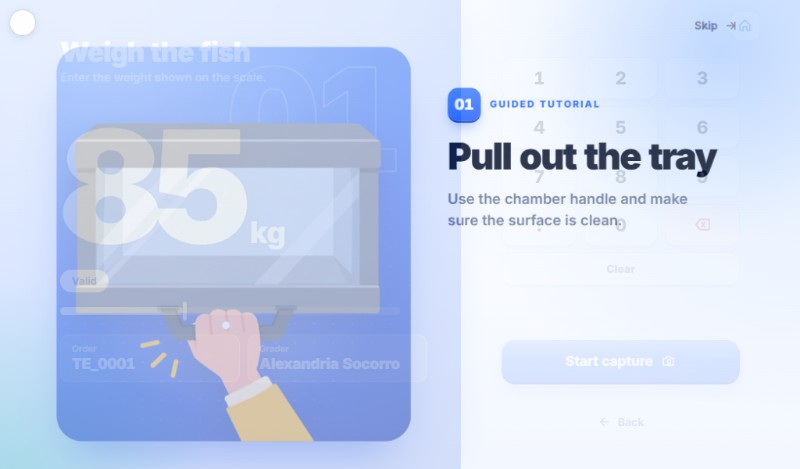 Weigh the fish
Enter the weight shown on the scale.
01
85 kg
Valid
Order
TE_0001
Grader
Alexandria Socorro
Skip
01 GUIDED TUTORIAL
Pull out the tray
Use the chamber handle and make
sure the surface is clean.
1 2 3
4 5 6
7 8 9
. 0
Clear
Start capture
Back